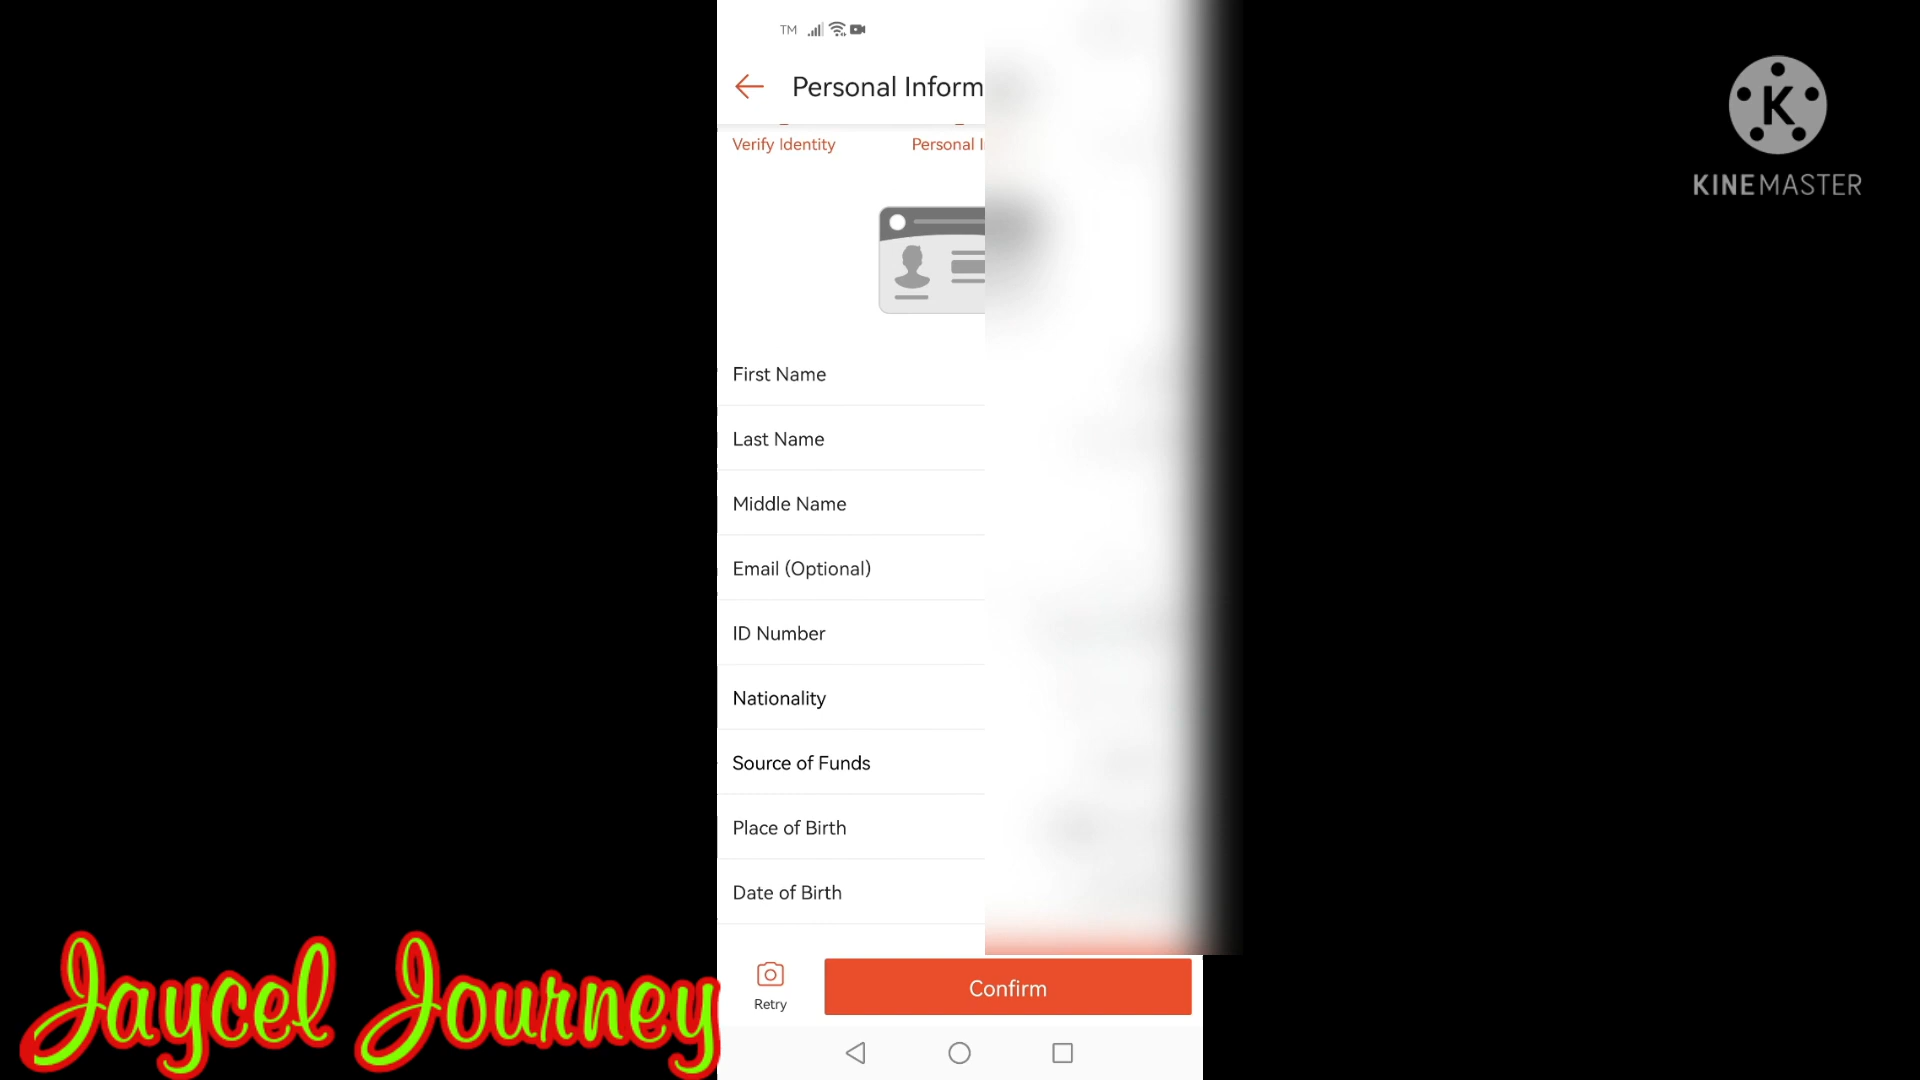 TM
Personal Inform
Verify Identity
Personal I
First Name
Last Name
Middle Name
Email (Optional)
ID Number
Nationality
Source of Funds
Place of Birth
Date of Birth
Retry
Confirm
K
KINEMASTER
Jaycel Journey